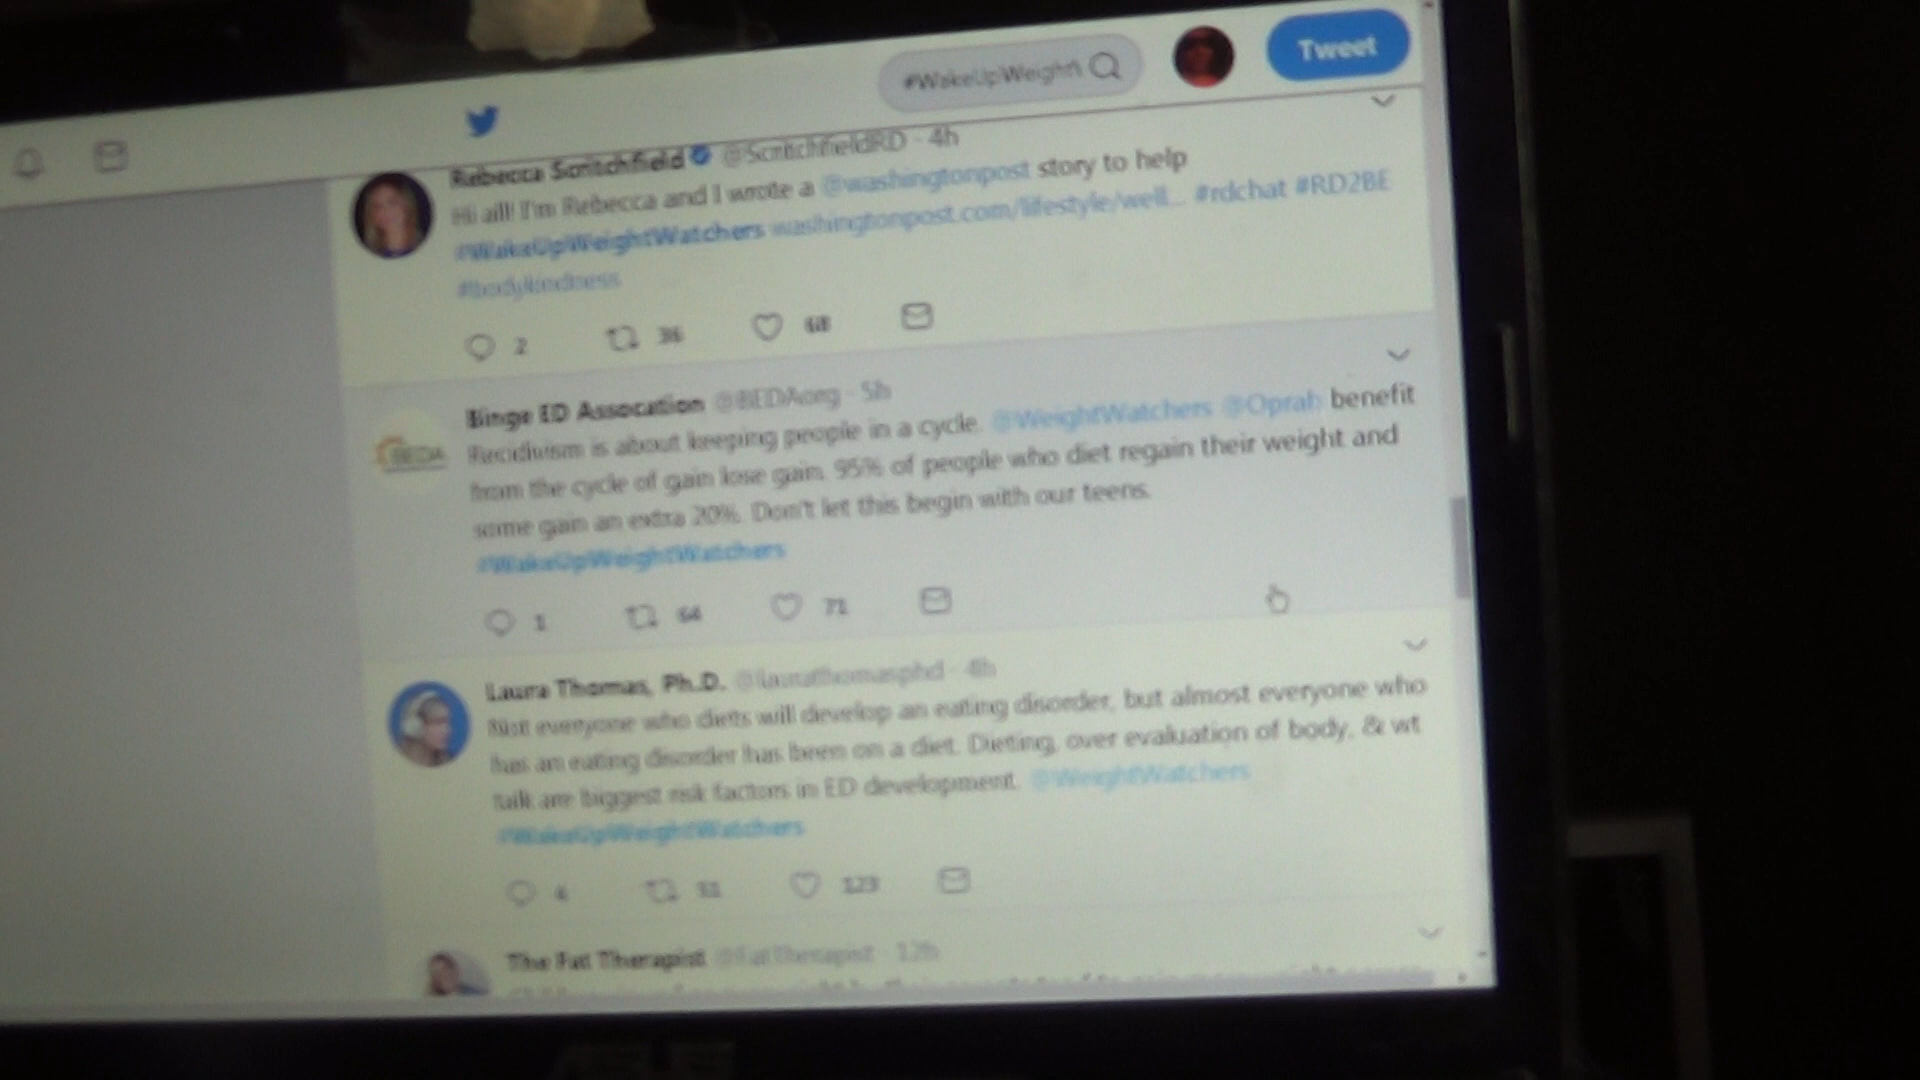 #WakeUpWeightW
Tweet
Rebecca Scritchfield @ScritchfieldRD · 4h
Hi all! I'm Rebecca and I wrote a @washingtonpost story to help
#WakeUpWeightWatchers washingtonpost.com/lifestyle/well... #rdchat #RD2BE
#bodykindness
2 36 68
Binge ED Assocation @BEDAorg · 5h
BEDA
Recidivism is about keeping people in a cycle. @WeightWatchers @Oprah benefit
from the cycle of gain lose gain. 95% of people who diet regain their weight and
some gain an extra 20%. Don't let this begin with our teens.
#WakeUpWeightWatchers
1 71
Laura Thomas, Ph.D. @laurathomasphd · 4h
Not everyone who diets will develop an eating disorder, but almost everyone who
has an eating disorder has been on a diet. Dieting, over evaluation of body, & wt
talk are biggest risk factors in ED development. @WeightWatchers
#WakeUpWeightWatchers
4 123
The Fat Therapist @FatTherapist · 12h